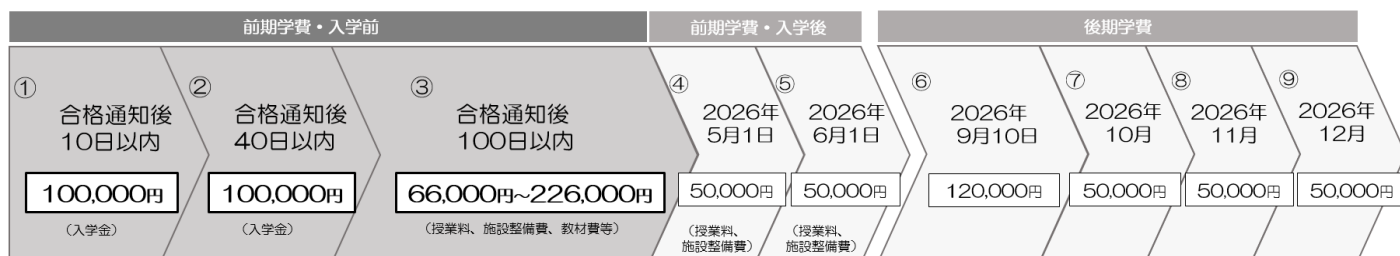 前期学費・入学前
前期学費・入学後
後期学費
①
合格通知後
10日以内
100,000円
（入学金）
②
合格通知後
40日以内
100,000円
（入学金）
③
合格通知後
100日以内
66,000円~226,000円
（授業料、施設整備費、教材費等）
④
2026年
5月1日
50,000円
（授業料、
施設整備費）
⑤
2026年
6月1日
50,000円
（授業料、
施設整備費）
⑥
2026年
9月10日
120,000円
⑦
2026年
10月
50,000円
⑧
2026年
11月
50,000円
⑨
2026年
12月
50,000円